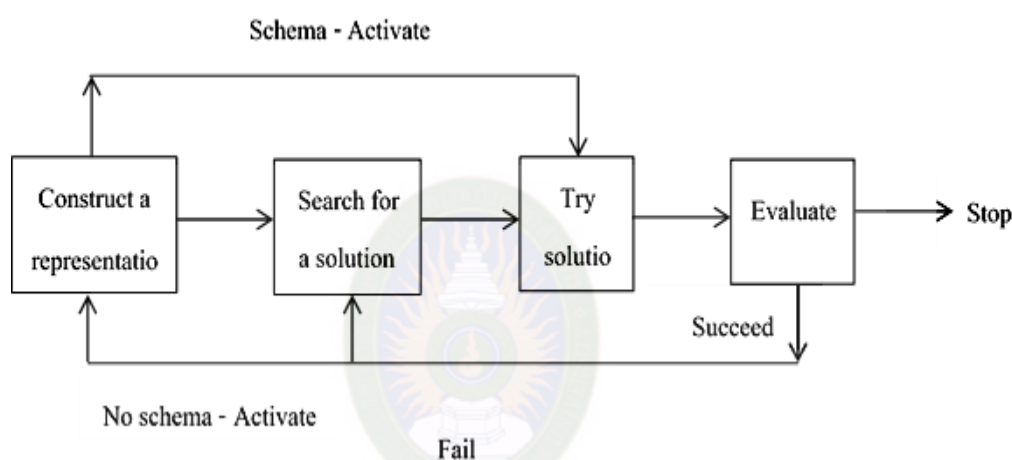 Schema - Activate
Construct a
representatio
Search for
a solution
Try
solutio
Evaluate
Stop
Succeed
No schema - Activate
Fail